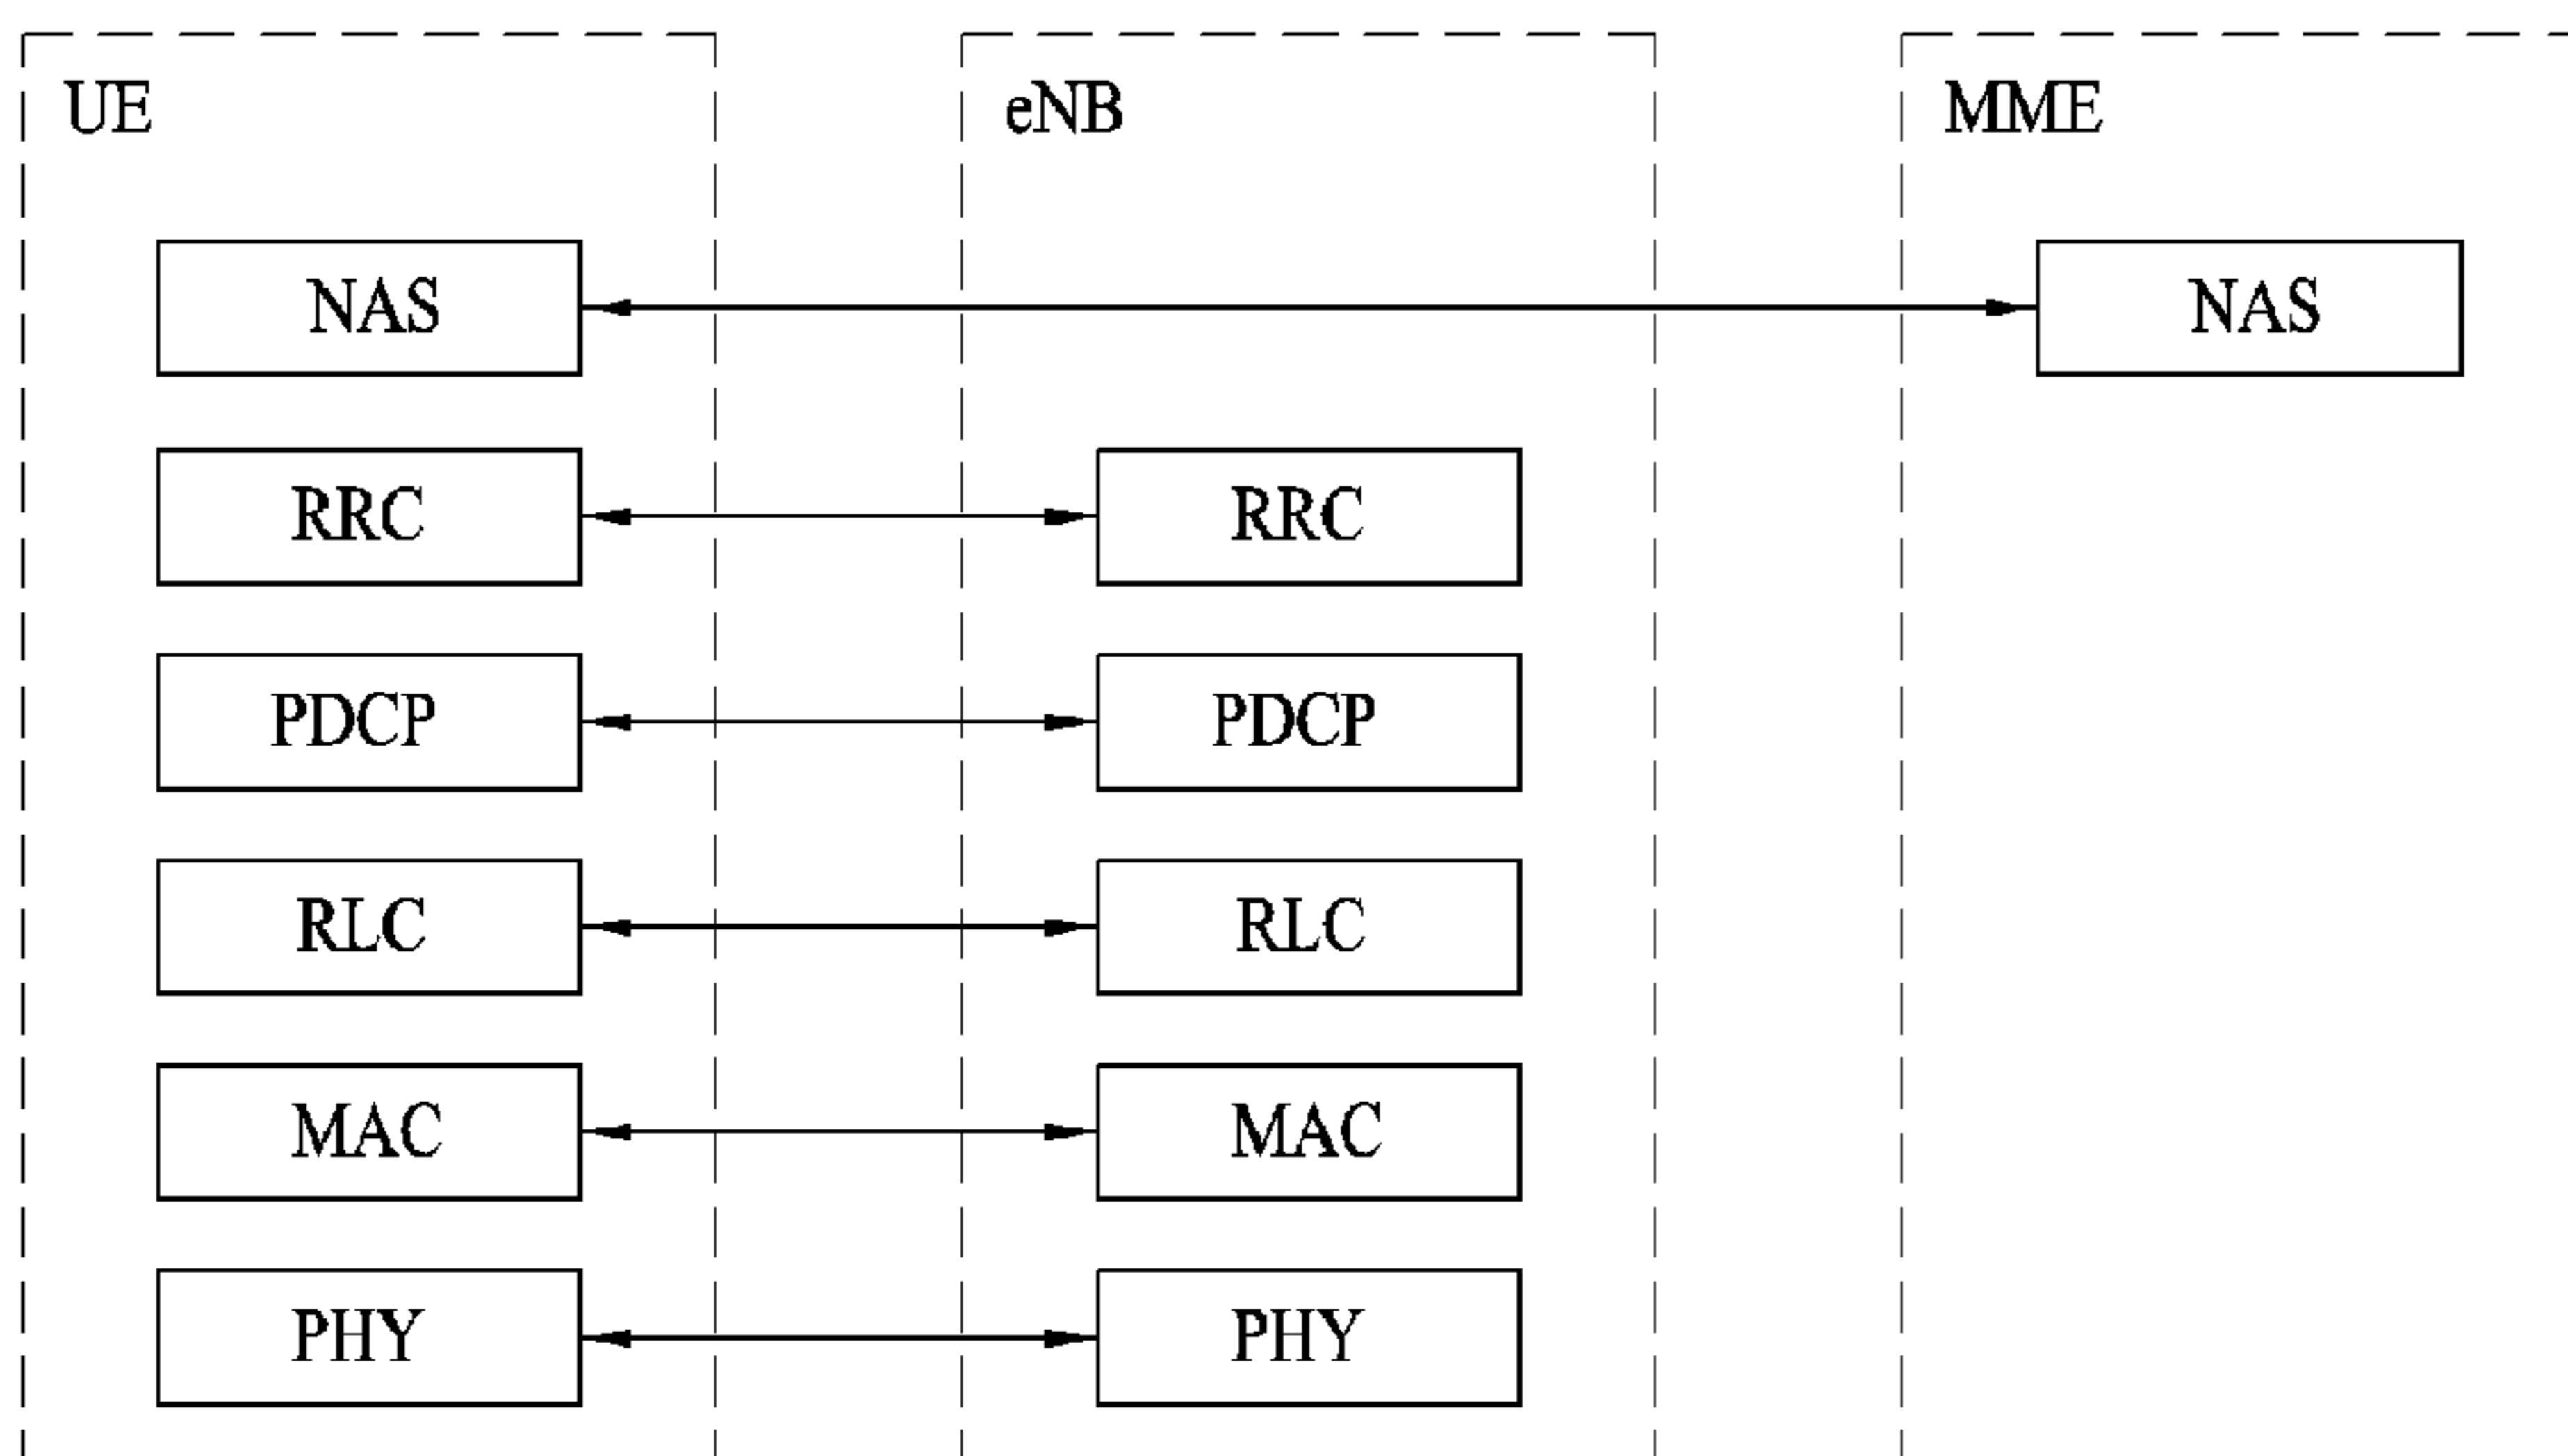 UE eNB MME
NAS NAS
RRC RRC
PDCP PDCP
RLC RLC
MAC MAC
PHY PHY